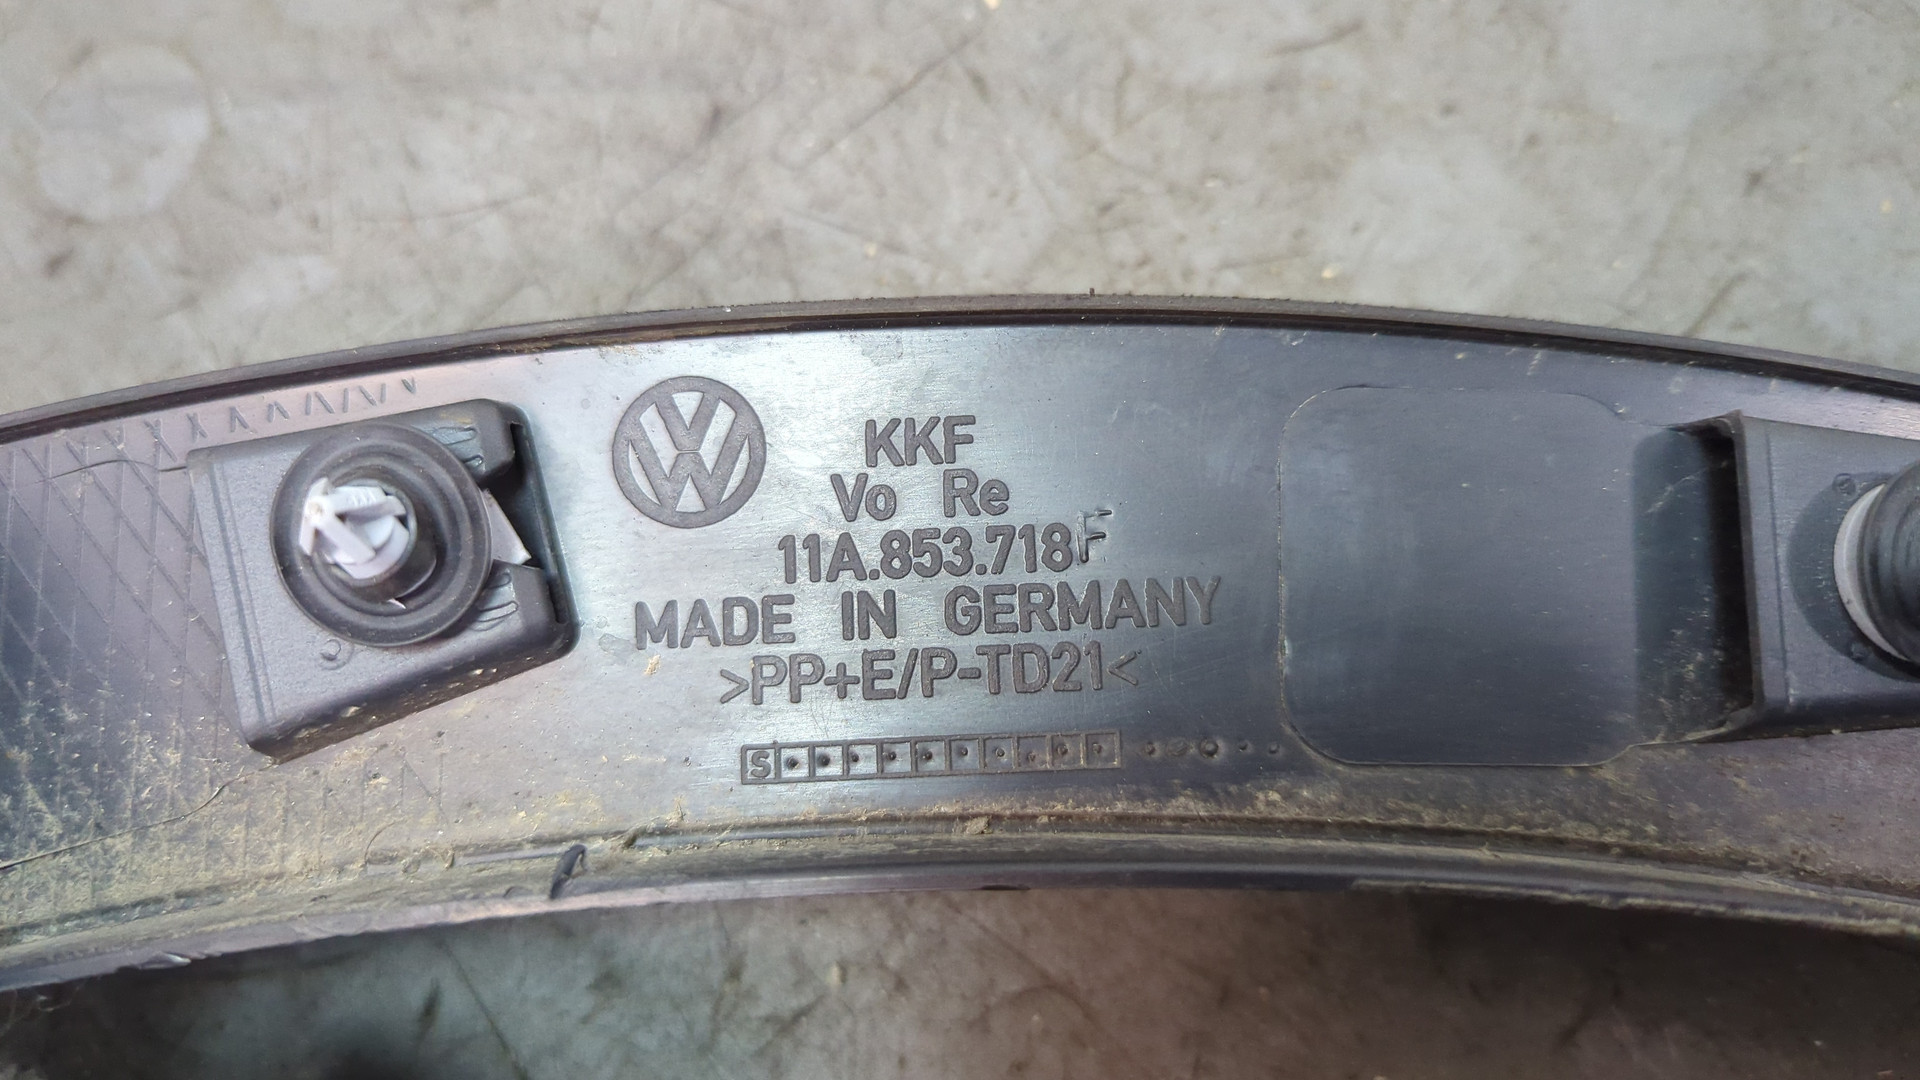 KKF
Vo Re
11A.853.718F
MADE IN GERMANY
>PP+E/P-TD21<
S